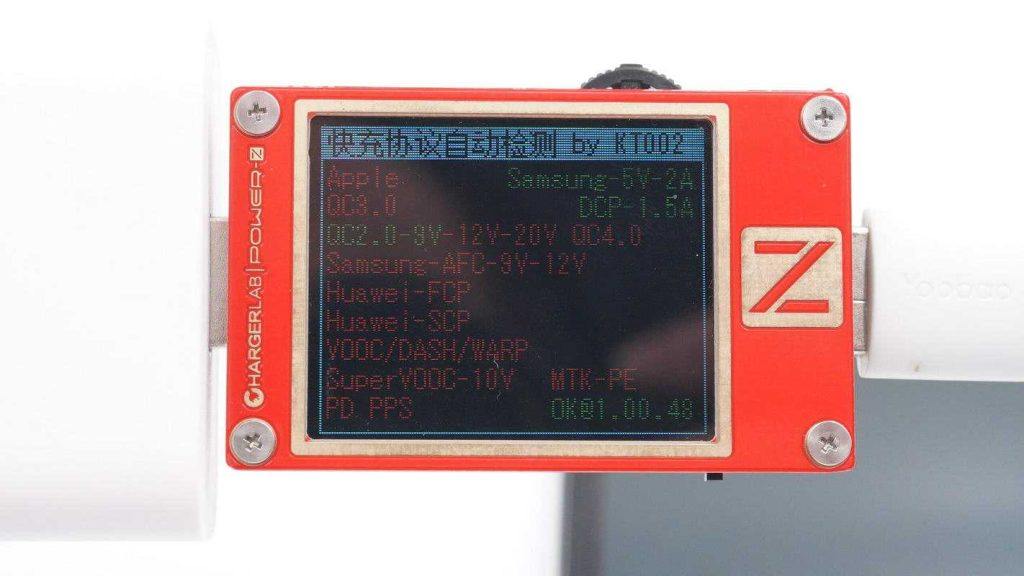 快充协议自动检测 by KT002
Apple Samsung-5V-2A
QC3.0 DCP-1.5A
QC2.0-9V-12V-20V QC4.0
Samsung-AFC-9V-12V
Huawei-FCP
Huawei-SCP
VOOC/DASH/WARP
SuperVOOC-10V MTK-PE
PD PPS OK@1.00.48
CHARGERLAB | POWER-Z
Z
Yoobao